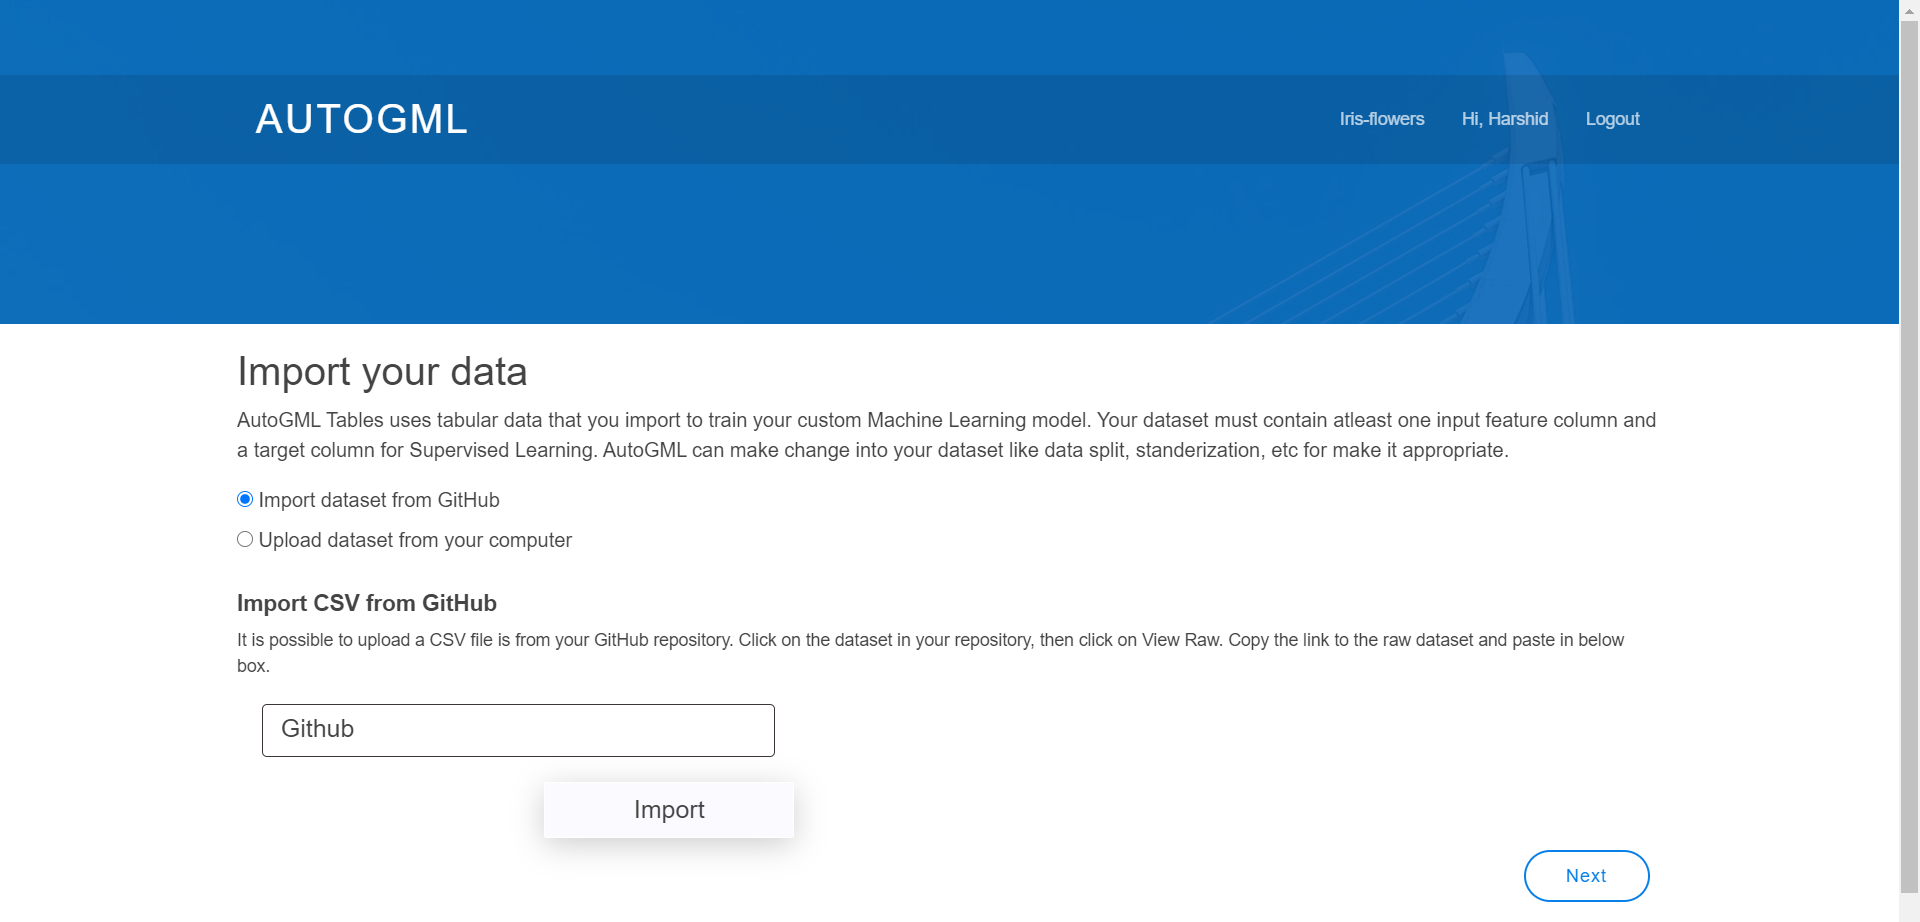 AUTOGML
Iris-flowers Hi, Harshid Logout
Import your data
AutoGML Tables uses tabular data that you import to train your custom Machine Learning model. Your dataset must contain atleast one input feature column and
a target column for Supervised Learning. AutoGML can make change into your dataset like data split, standerization, etc for make it appropriate.
Import dataset from GitHub
Upload dataset from your computer
Import CSV from GitHub
It is possible to upload a CSV file is from your GitHub repository. Click on the dataset in your repository, then click on View Raw. Copy the link to the raw dataset and paste in below
box.
Github
Import
Next